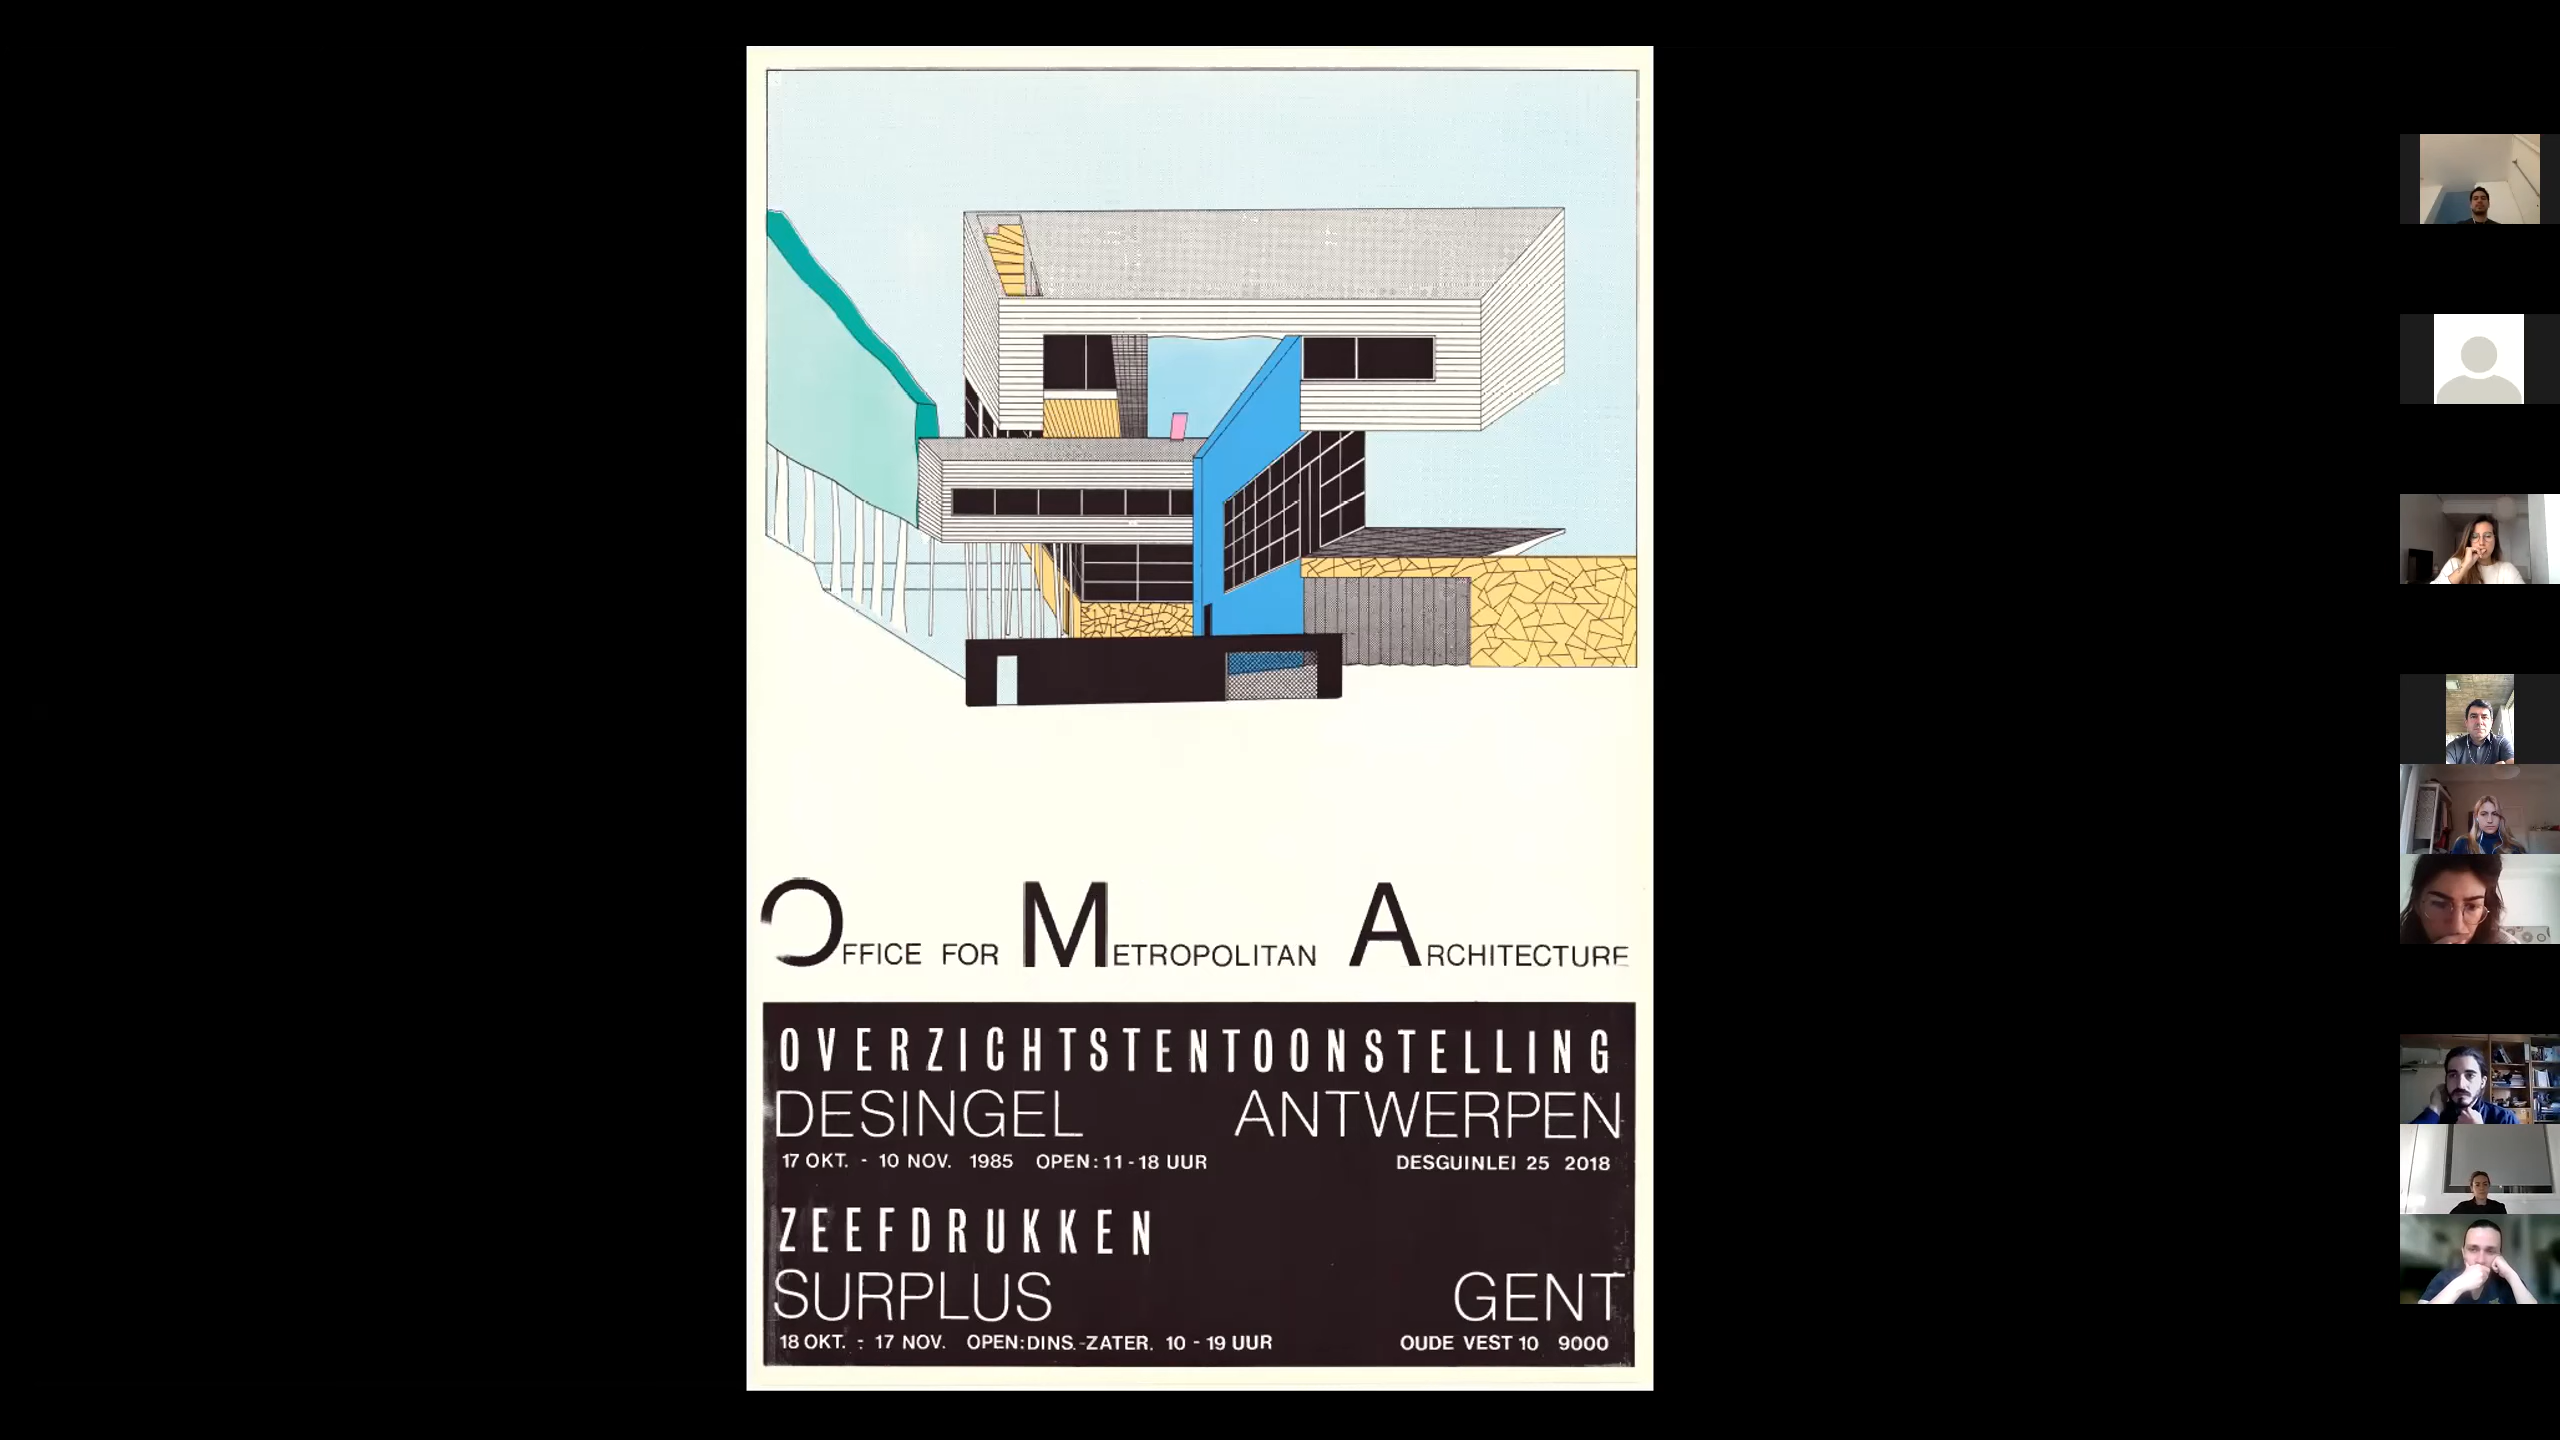 OFFICE FOR METROPOLITAN ARCHITECTURE
OVERZICHTSTENTOONSTELLING
DESINGEL ANTWERPEN
17 OKT. - 10 NOV. 1985 OPEN: 11 - 18 UUR DESGUINLEI 25 2018
ZEEFDRUKKEN
SURPLUS GENT
18 OKT. - 17 NOV. OPEN: DINS.-ZATER. 10 - 19 UUR OUDE VEST 10 9000